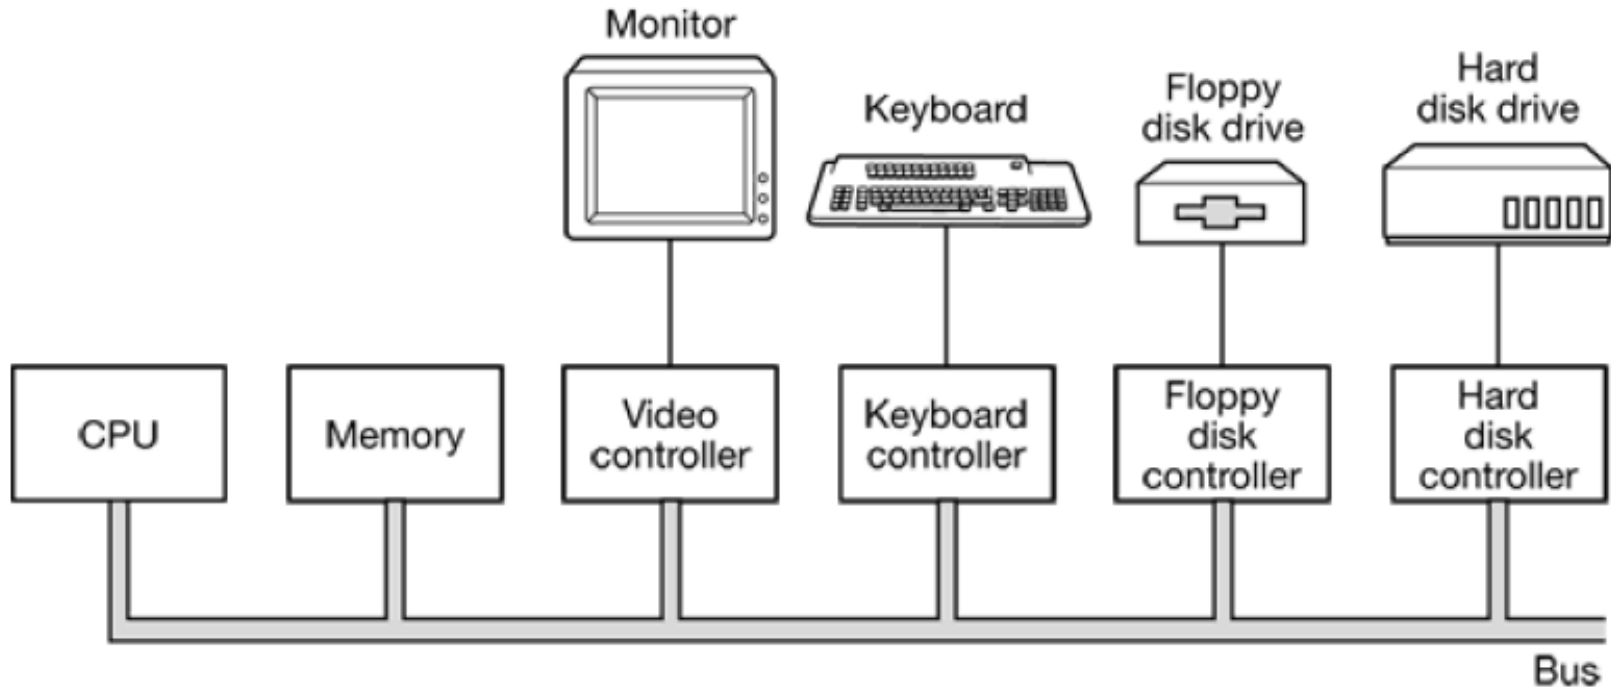 Monitor
Keyboard
Floppy
disk drive
Hard
disk drive
CPU
Memory
Video
controller
Keyboard
controller
Floppy
disk
controller
Hard
disk
controller
Bus